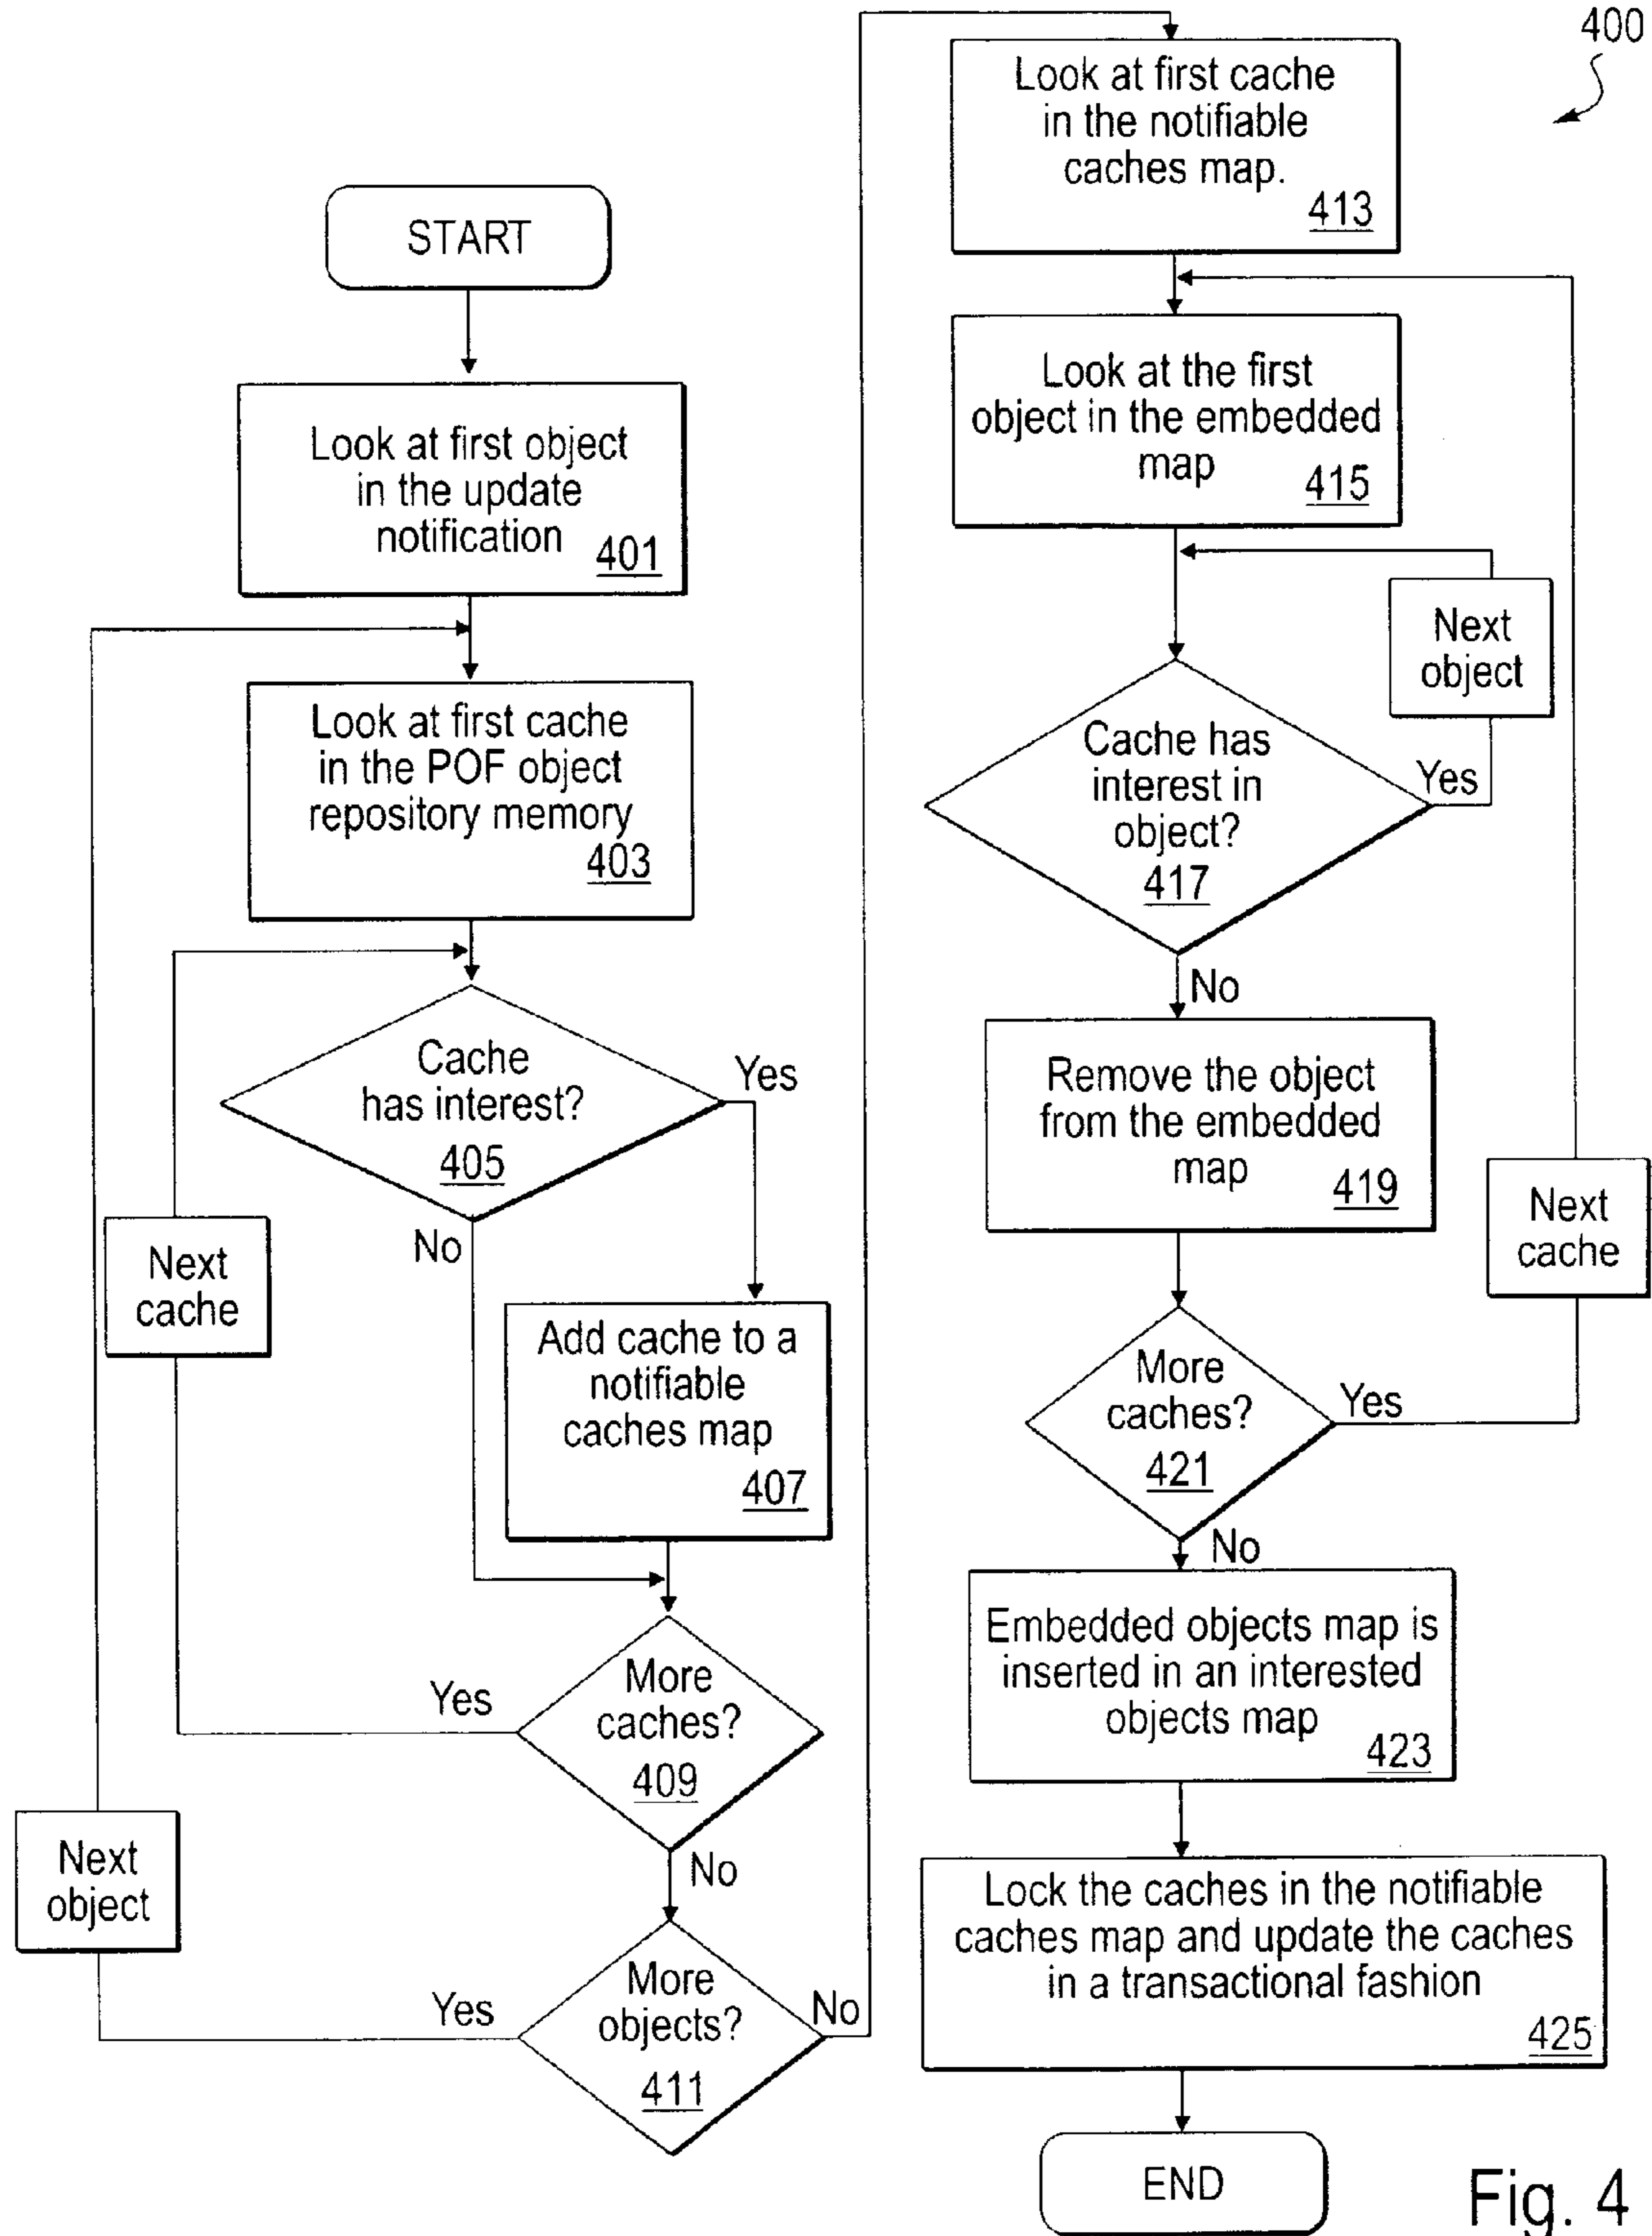 400
START
Look at first object
in the update
notification
401
Look at first cache
in the POF object
repository memory
403
Cache
has interest?
405
Yes
No
Next
cache
Add cache to a
notifiable
caches map
407
More
caches?
409
Yes
No
Next
object
More
objects?
411
Yes
No
Look at first cache
in the notifiable
caches map.
413
Look at the first
object in the embedded
map
415
Next
object
Cache has
interest in
object?
417
Yes
No
Remove the object
from the embedded
map
419
Next
cache
More
caches?
421
Yes
No
Embedded objects map is
inserted in an interested
objects map
423
Lock the caches in the notifiable
caches map and update the caches
in a transactional fashion
425
END
Fig. 4